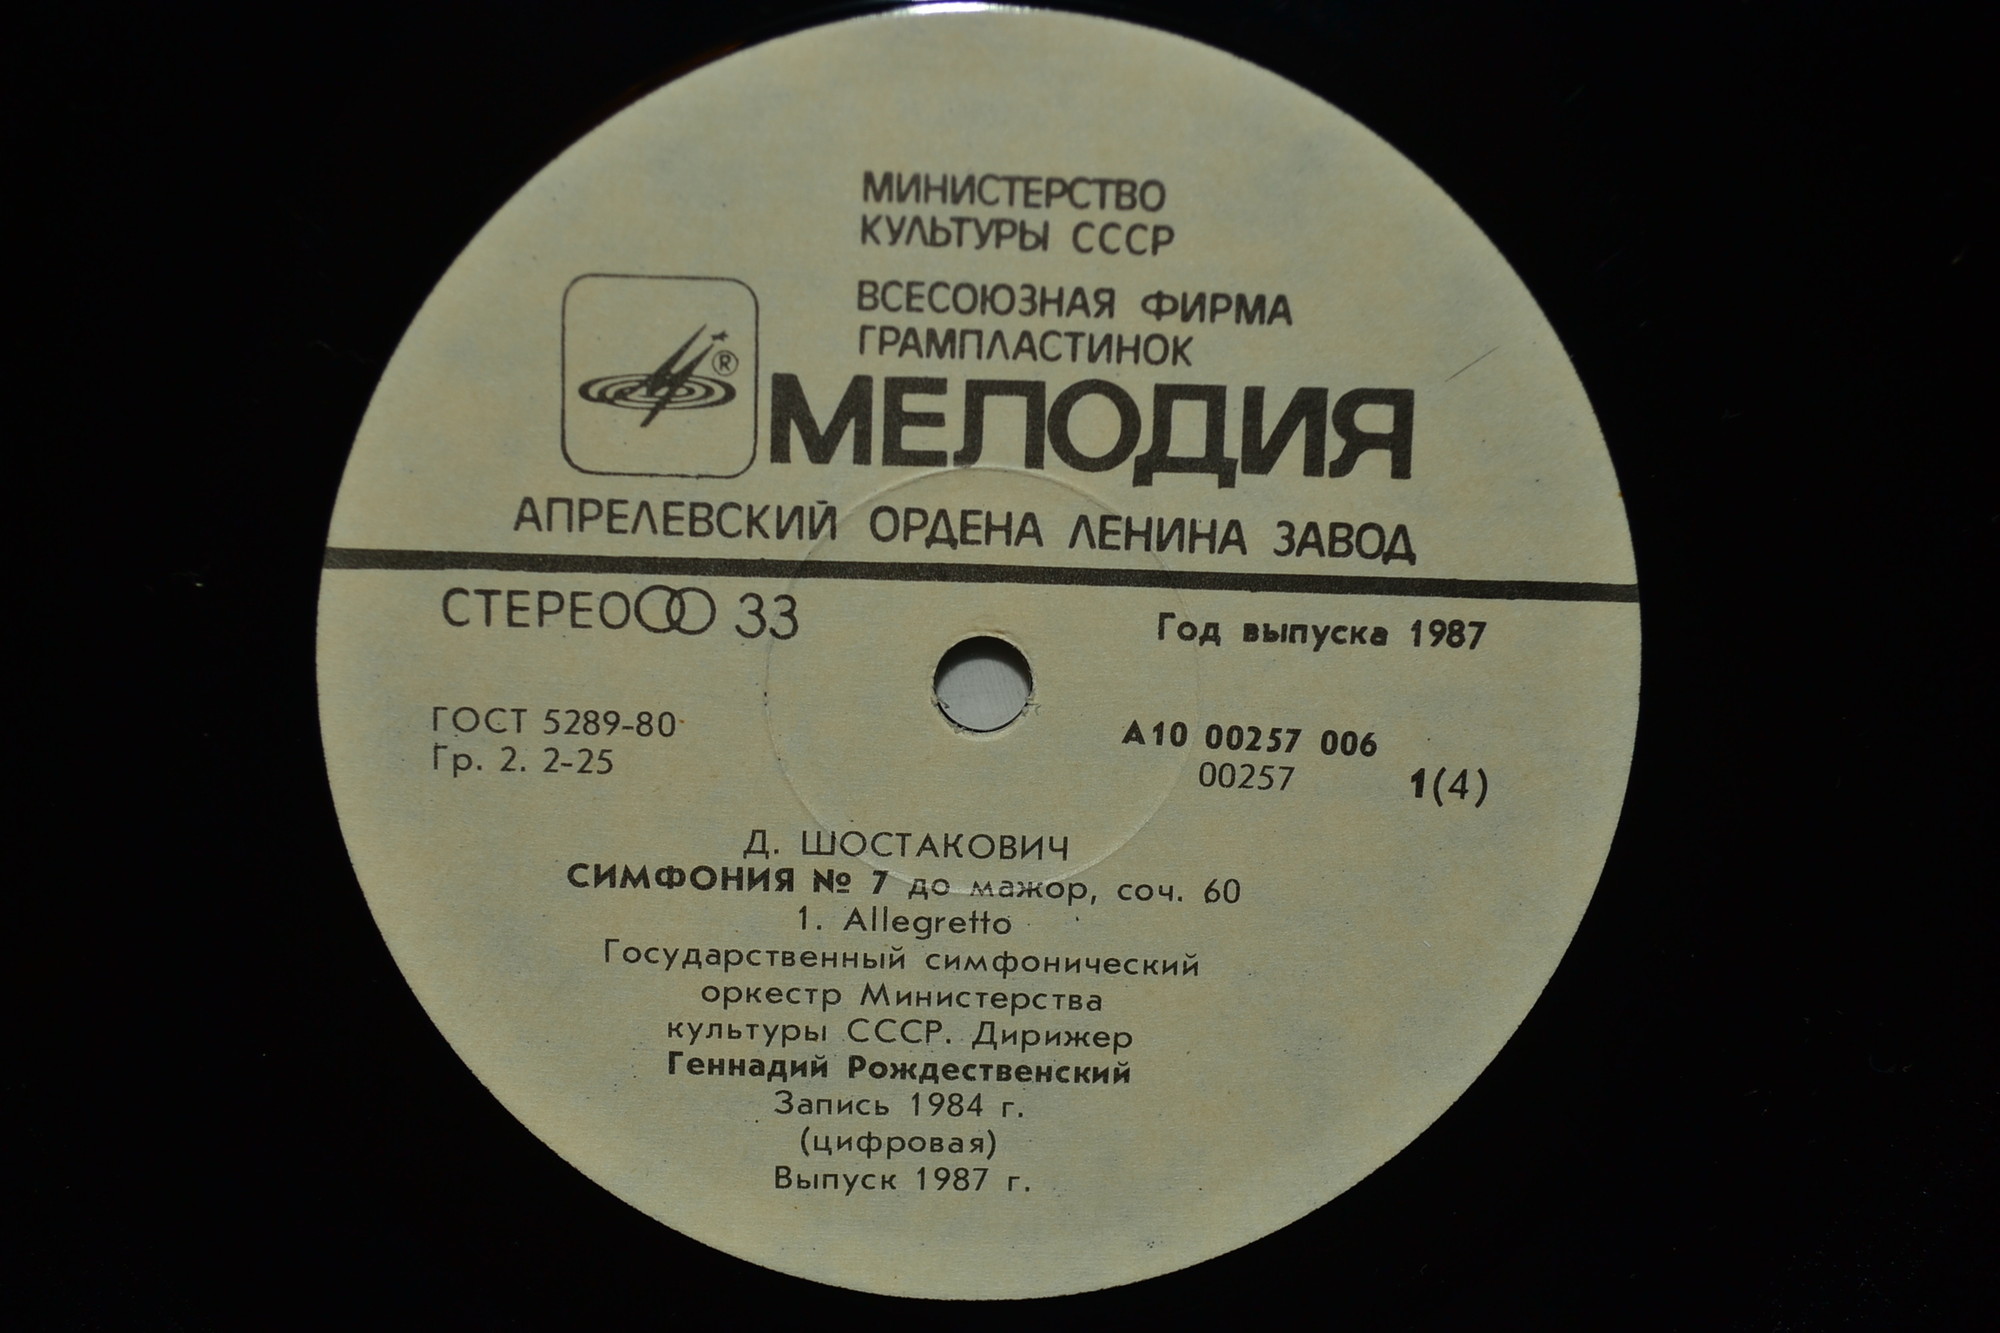 МИНИСТЕРСТВО
КУЛЬТУРЫ СССР
ВСЕСОЮЗНАЯ ФИРМА
ГРАМПЛАСТИНОК
®
МЕЛОДИЯ
АПРЕЛЕВСКИЙ ОРДЕНА ЛЕНИНА ЗАВОД
СТЕРЕО 33
Год выпуска 1987
ГОСТ 5289-80
Гр. 2. 2-25
А10 00257 006
00257
1(4)
Д. ШОСТАКОВИЧ
СИМФОНИЯ № 7 до мажор, соч. 60
1. Allegretto
Государственный симфонический
оркестр Министерства
культуры СССР. Дирижер
Геннадий Рождественский
Запись 1984 г.
(цифровая)
Выпуск 1987 г.